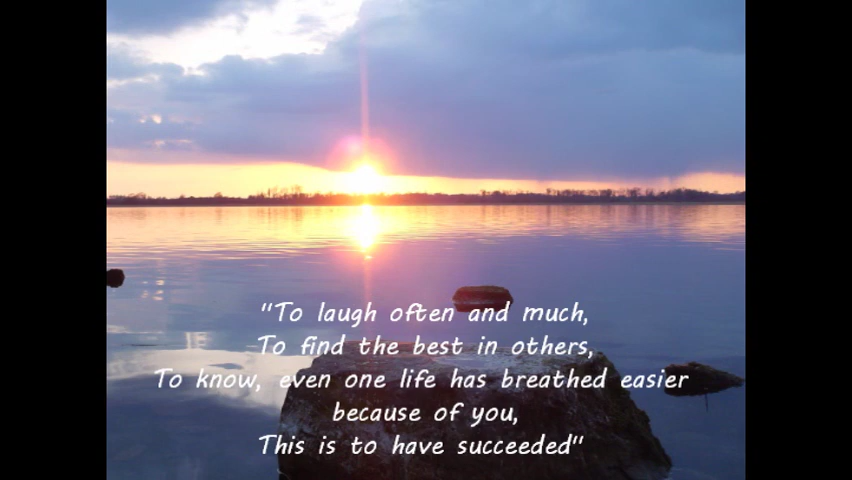 "To laugh often and much,
To find the best in others,
To know, even one life has breathed easier
because of you,
This is to have succeeded"